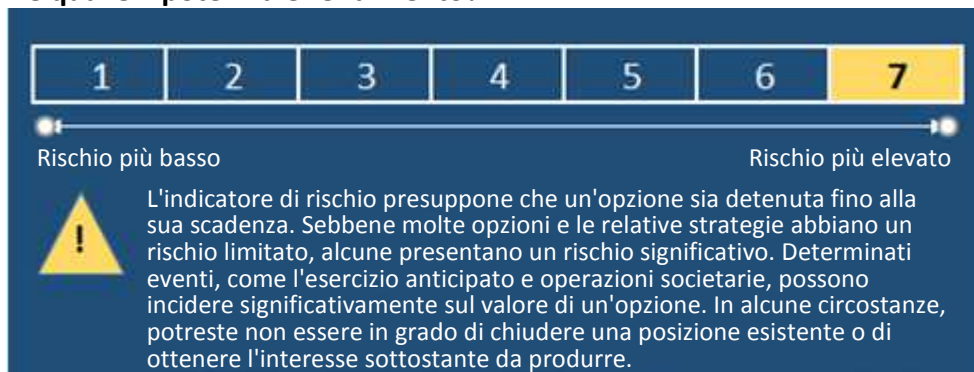 1 2 3 4 5 6 7
Rischio più basso Rischio più elevato
!
L'indicatore di rischio presuppone che un'opzione sia detenuta fino alla
sua scadenza. Sebbene molte opzioni e le relative strategie abbiano un
rischio limitato, alcune presentano un rischio significativo. Determinati
eventi, come l'esercizio anticipato e operazioni societarie, possono
incidere significativamente sul valore di un'opzione. In alcune circostanze,
potreste non essere in grado di chiudere una posizione esistente o di
ottenere l'interesse sottostante da produrre.